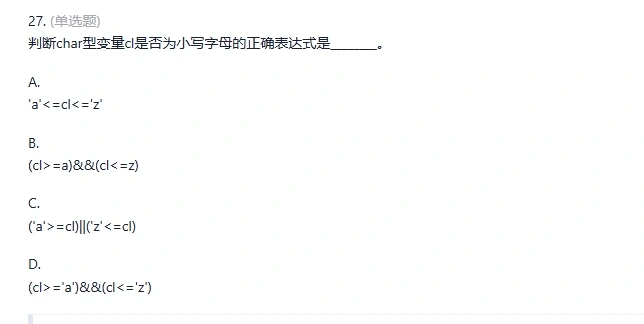 27. (单选题)
判断char型变量cl是否为小写字母的正确表达式是________。
A.
'a'<=cl<='z'
B.
(cl>=a)&&(cl<=z)
C.
('a'>=cl)||('z'<=cl)
D.
(cl>='a')&&(cl<='z')